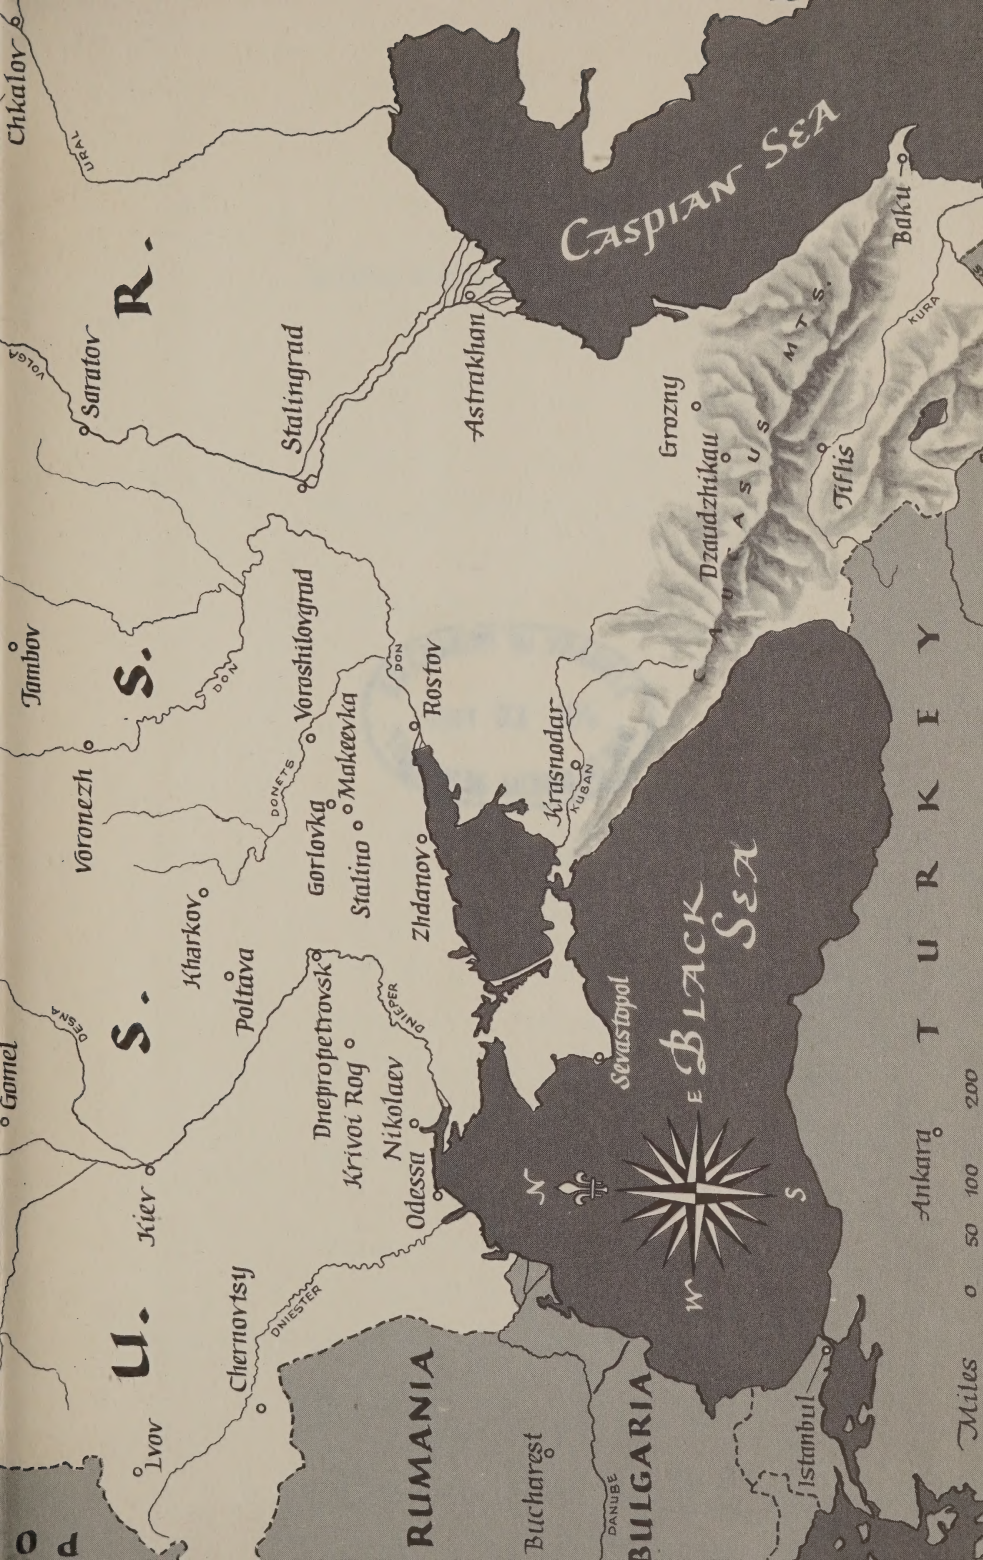 Chkalov
URAL
R.
VOLGA
Saratov
Stalingrad
Astrakhan
CASPIAN SEA
Baku
KURA
Grozny
Dzaudzhikau
CAUCASUS MTS.
Tiflis
Tambov
S.
DON
Voronezh
Voroshilovgrad
DONETS
Makeevka
Gorlovka
Stalino
DON
Rostov
Zhdanov
Krasnodar
KUBAN
Kharkov
Poltava
Gomel
DESNA
S.
Dnepropetrovsk
DNIEPER
Krivoi Rog
Nikolaev
Odessa
Sevastopol
BLACK
SEA
TURKEY
Kiev
U.
Chernovtsy
DNIESTER
Lvov
PO
RUMANIA
Bucharest
DANUBE
BULGARIA
Istanbul
Ankara
N
E
S
W
Miles 0 50 100 200